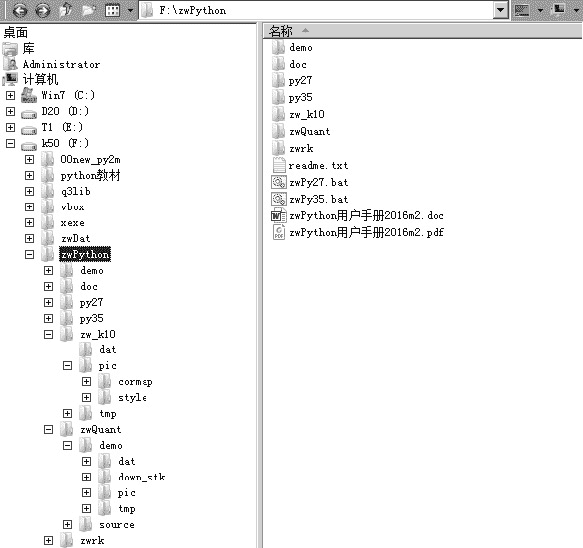 F:\zwPython
桌面
库
Administrator
计算机
Win7 (C:)
D20 (D:)
T1 (E:)
k50 (F:)
00new_py2m
python教材
q3lib
vbox
xexe
zwDat
zwPython
demo
doc
py27
py35
zw_k10
dat
pic
cormap
style
tmp
zwQuant
demo
dat
down_stk
pic
tmp
source
zwrk
名称
demo
doc
py27
py35
zw_k10
zwQuant
zwrk
readme.txt
zwPy27.bat
zwPy35.bat
zwPython用户手册2016m2.doc
zwPython用户手册2016m2.pdf